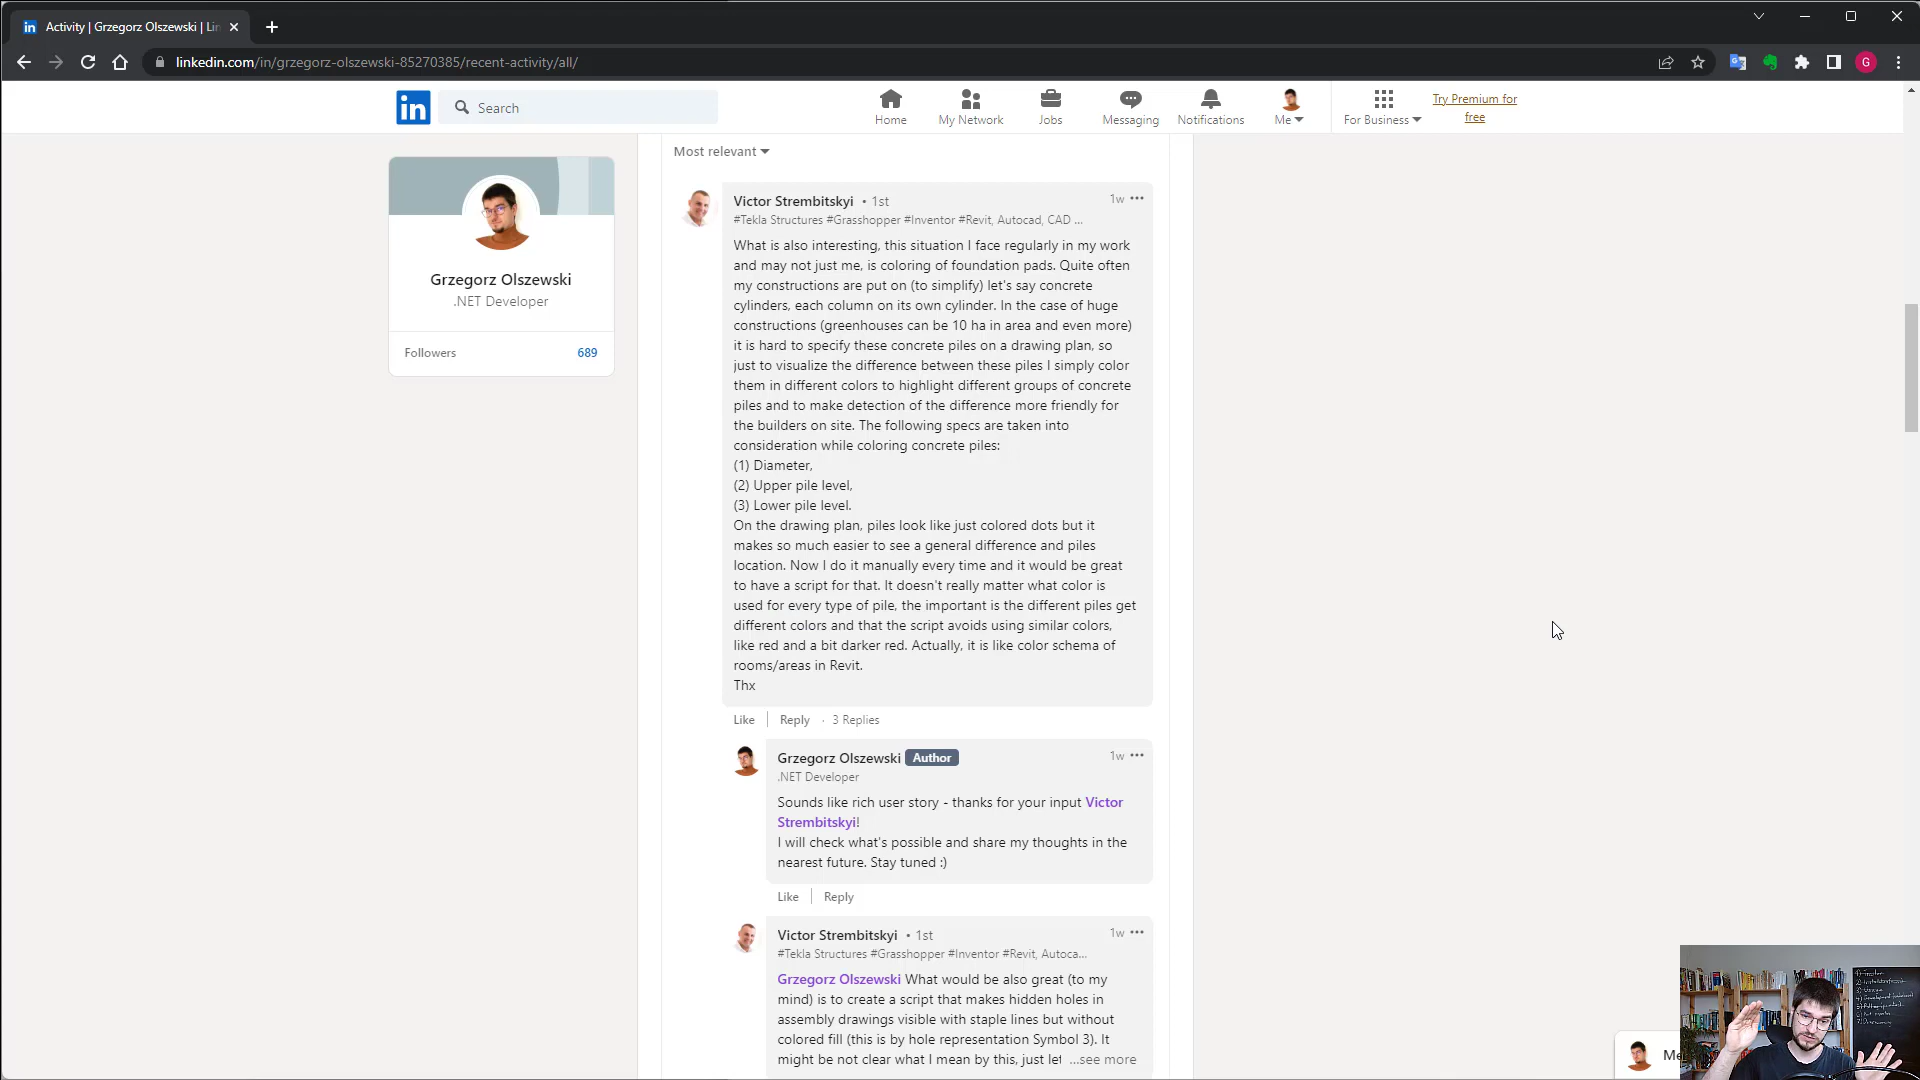 Activity | Grzegorz Olszewski | Lin
linkedin.com/in/grzegorz-olszewski-85270385/recent-activity/all/
G
in
Search
Home
My Network
Jobs
Messaging
Notifications
Me
For Business
Try Premium for
free
Grzegorz Olszewski
.NET Developer
Followers
689
Most relevant
Victor Strembitskyi • 1st
1w
#Tekla Structures #Grasshopper #Inventor #Revit, Autocad, CAD ...
What is also interesting, this situation I face regularly in my work
and may not just me, is coloring of foundation pads. Quite often
my constructions are put on (to simplify) let's say concrete
cylinders, each column on its own cylinder. In the case of huge
constructions (greenhouses can be 10 ha in area and even more)
it is hard to specify these concrete piles on a drawing plan, so
just to visualize the difference between these piles I simply color
them in different colors to highlight different groups of concrete
piles and to make detection of the difference more friendly for
the builders on site. The following specs are taken into
consideration while coloring concrete piles:
(1) Diameter,
(2) Upper pile level,
(3) Lower pile level.
On the drawing plan, piles look like just colored dots but it
makes so much easier to see a general difference and piles
location. Now I do it manually every time and it would be great
to have a script for that. It doesn't really matter what color is
used for every type of pile, the important is the different piles get
different colors and that the script avoids using similar colors,
like red and a bit darker red. Actually, it is like color schema of
rooms/areas in Revit.
Thx
Like
Reply
· 3 Replies
Grzegorz Olszewski Author
1w
.NET Developer
Sounds like rich user story - thanks for your input Victor
Strembitskyi!
I will check what's possible and share my thoughts in the
nearest future. Stay tuned :)
Like
Reply
Victor Strembitskyi • 1st
1w
#Tekla Structures #Grasshopper #Inventor #Revit, Autoca...
Grzegorz Olszewski What would be also great (to my
mind) is to create a script that makes hidden holes in
assembly drawings visible with staple lines but without
colored fill (this is by hole representation Symbol 3). It
might be not clear what I mean by this, just let ...see more